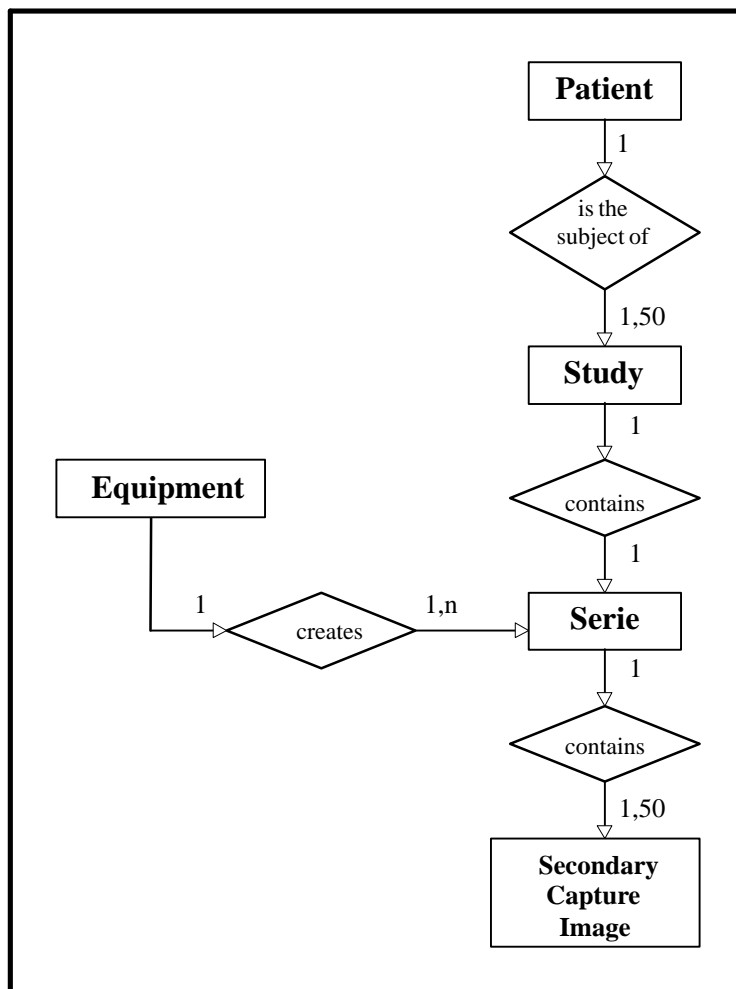 Patient
1
is the
subject of
1,50
Study
1
Equipment
contains
1
1
creates
1,n
Serie
1
contains
1,50
Secondary
Capture
Image